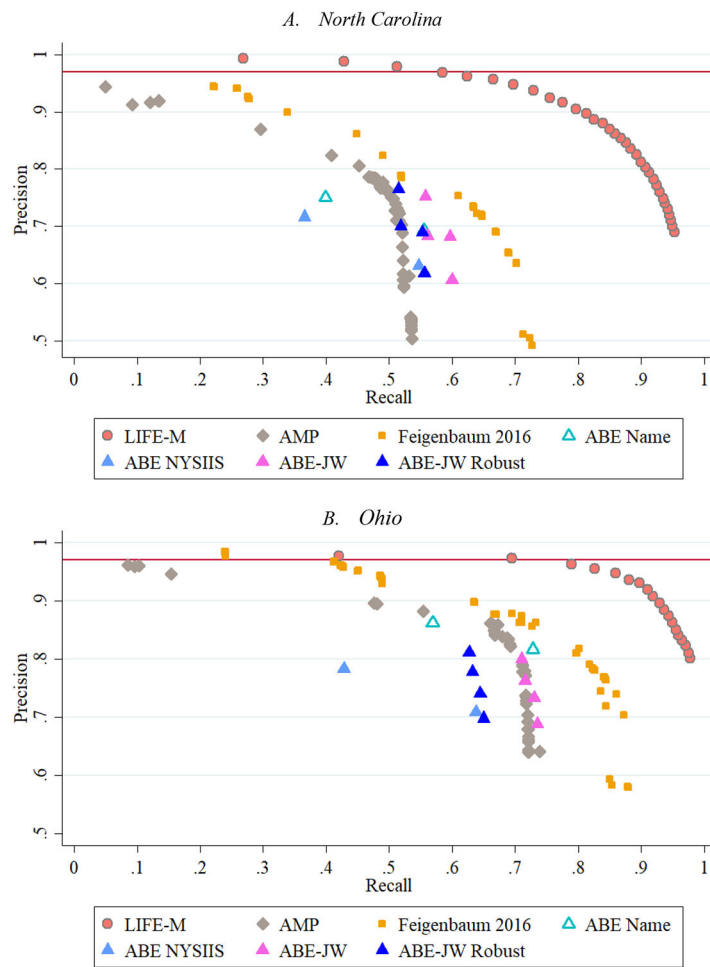 A. North Carolina
1
.9
.8
.7
.6
.5
Precision
0 .1 .2 .3 .4 .5 .6 .7 .8 .9 1
Recall
LIFE-M AMP Feigenbaum 2016 ABE Name
ABE NYSIIS ABE-JW ABE-JW Robust
B. Ohio
1
.9
.8
.7
.6
.5
Precision
0 .1 .2 .3 .4 .5 .6 .7 .8 .9 1
Recall
LIFE-M AMP Feigenbaum 2016 ABE Name
ABE NYSIIS ABE-JW ABE-JW Robust